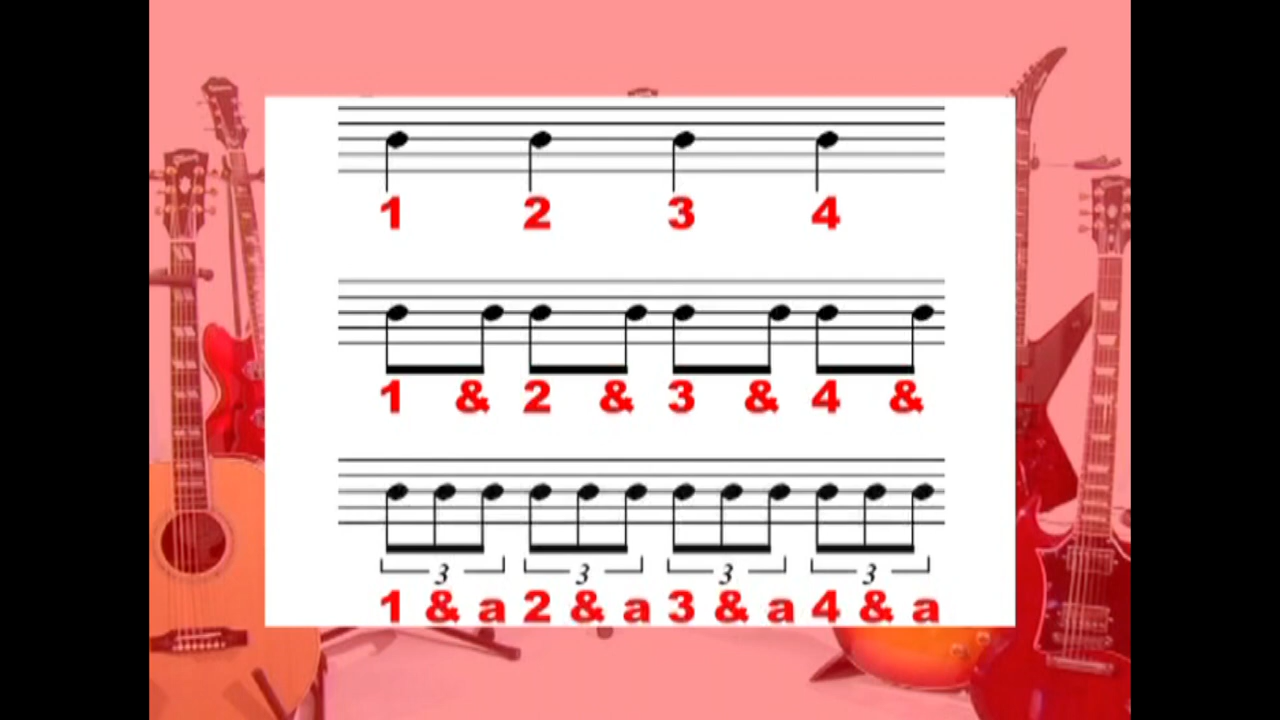 1 2 3 4
1 & 2 & 3 & 4 &
3 3 3 3
1 & a 2 & a 3 & a 4 & a